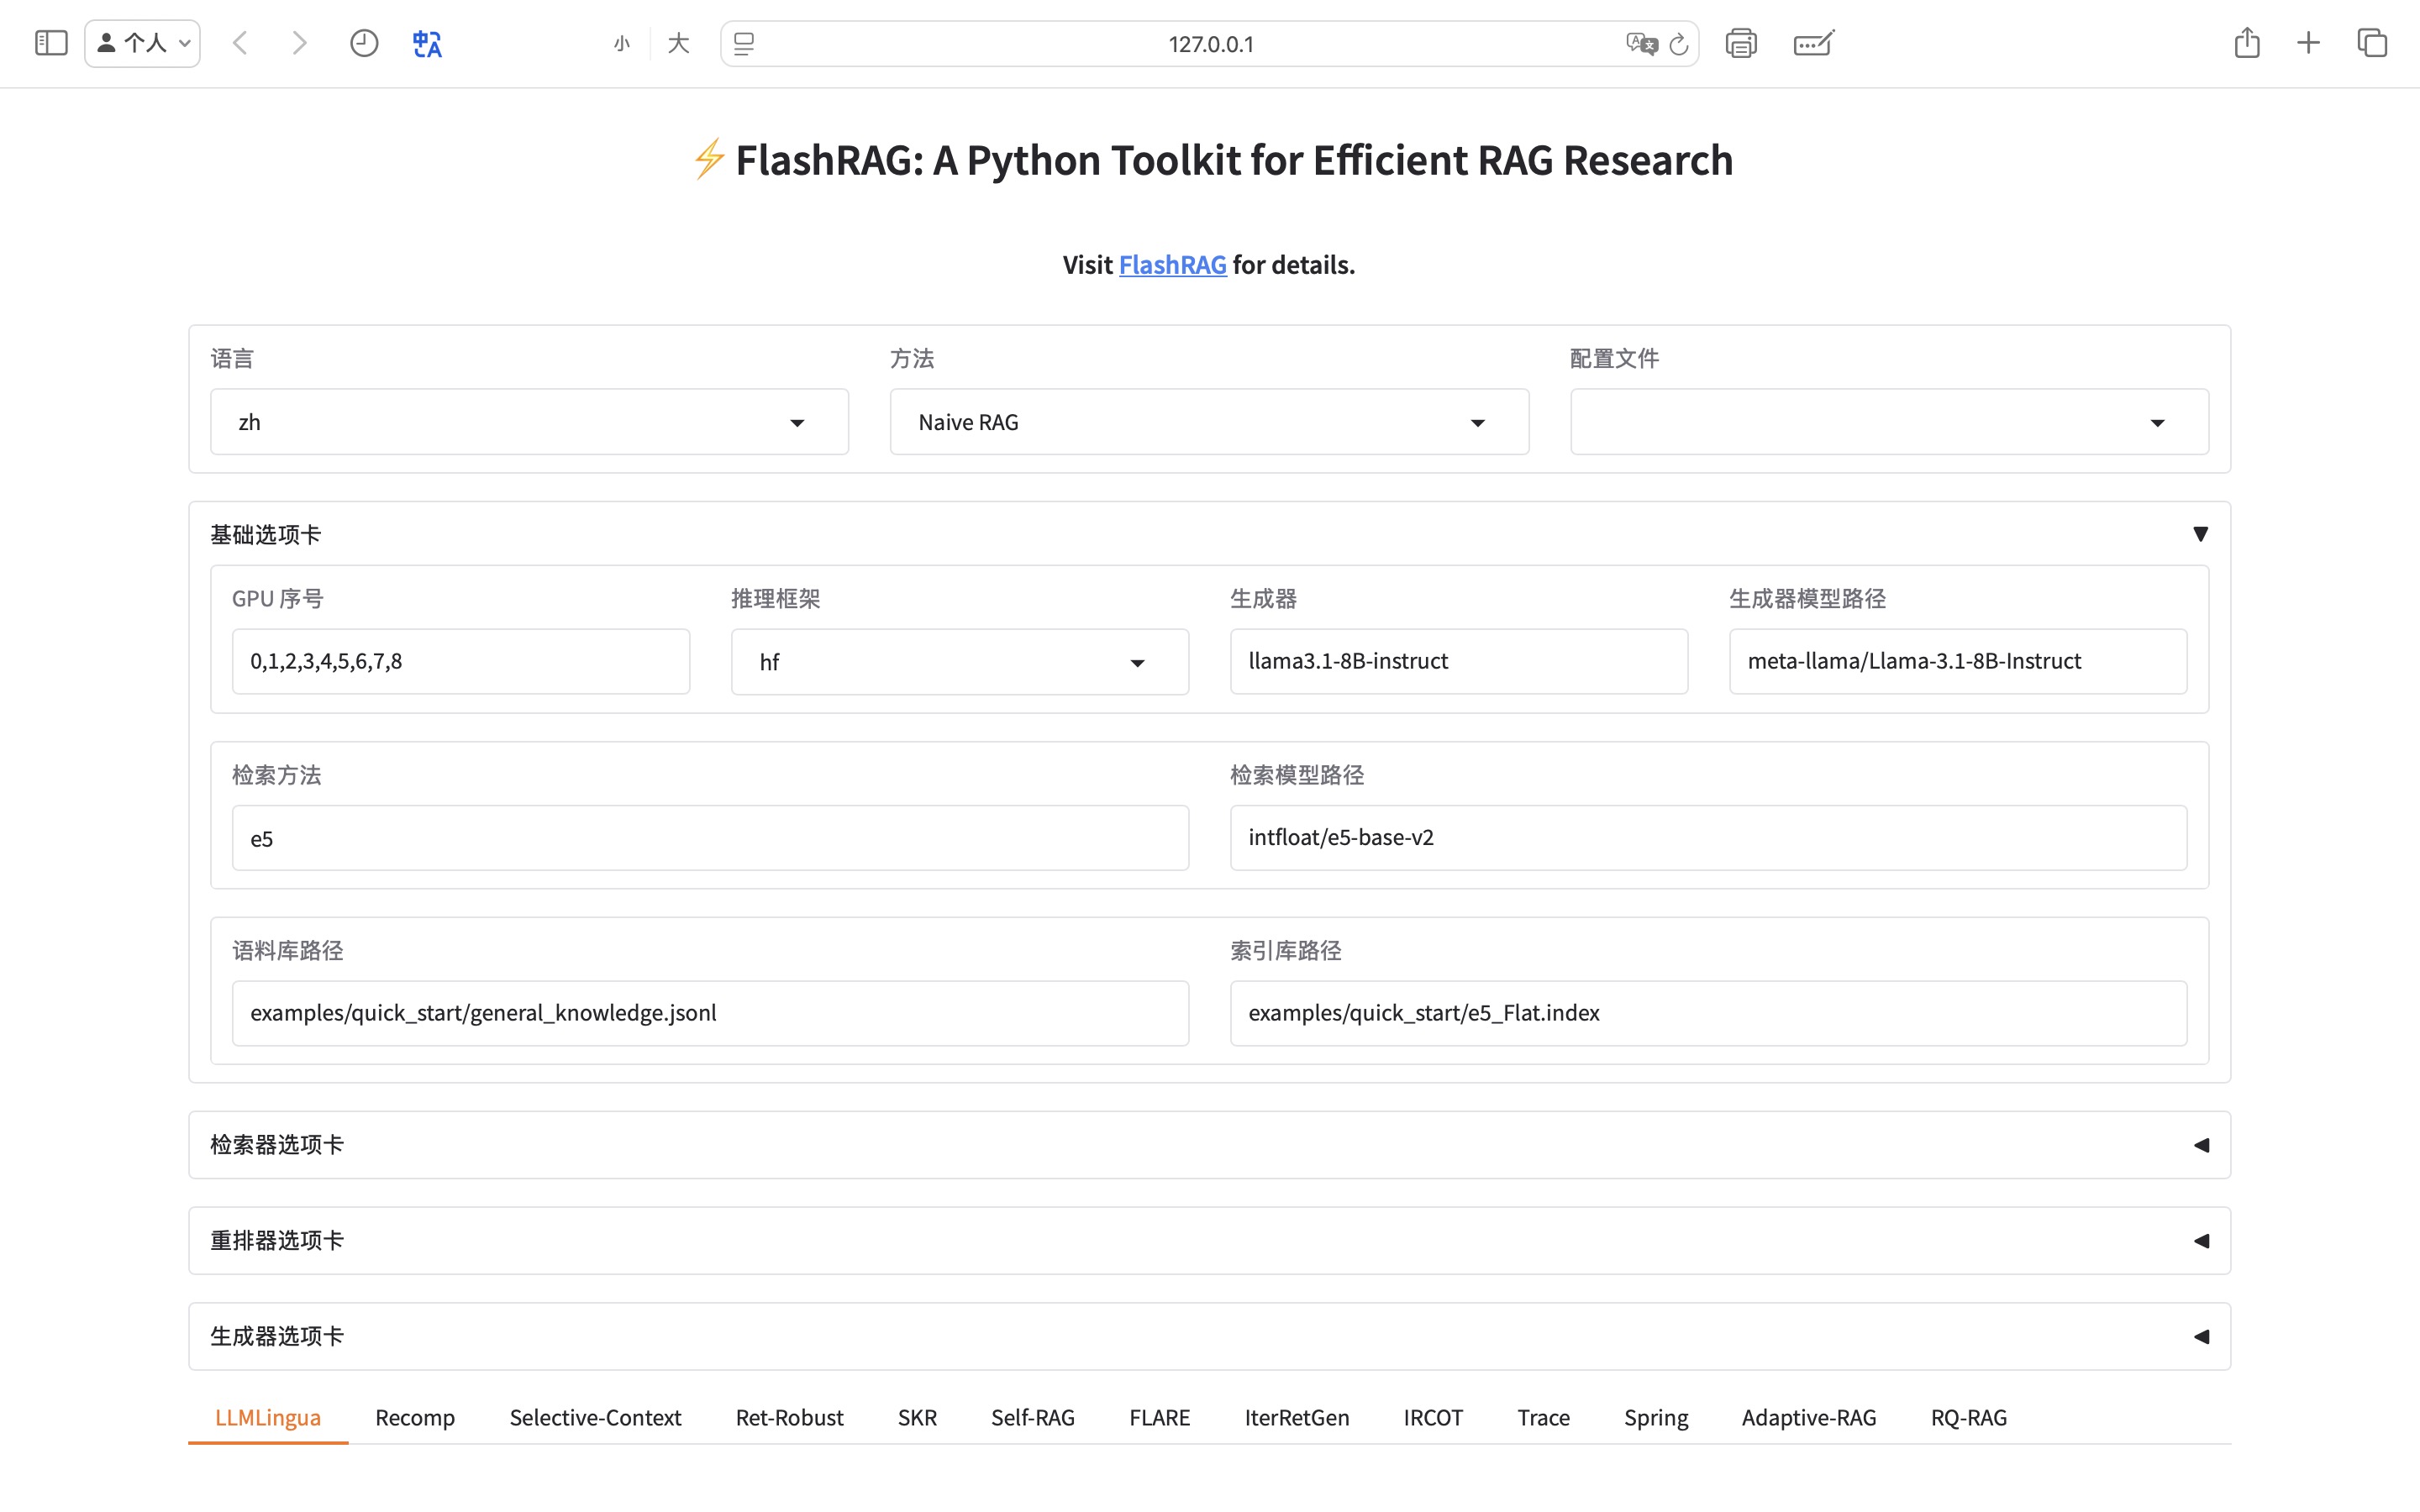 个人
小 大
127.0.0.1
⚡FlashRAG: A Python Toolkit for Efficient RAG Research
Visit FlashRAG for details.
语言 方法 配置文件
zh Naive RAG
基础选项卡
GPU 序号 推理框架 生成器 生成器模型路径
0,1,2,3,4,5,6,7,8 hf llama3.1-8B-instruct meta-llama/Llama-3.1-8B-Instruct
检索方法 检索模型路径
e5 intfloat/e5-base-v2
语料库路径 索引库路径
examples/quick_start/general_knowledge.jsonl examples/quick_start/e5_Flat.index
检索器选项卡
重排器选项卡
生成器选项卡
LLMLingua Recomp Selective-Context Ret-Robust SKR Self-RAG FLARE IterRetGen IRCOT Trace Spring Adaptive-RAG RQ-RAG